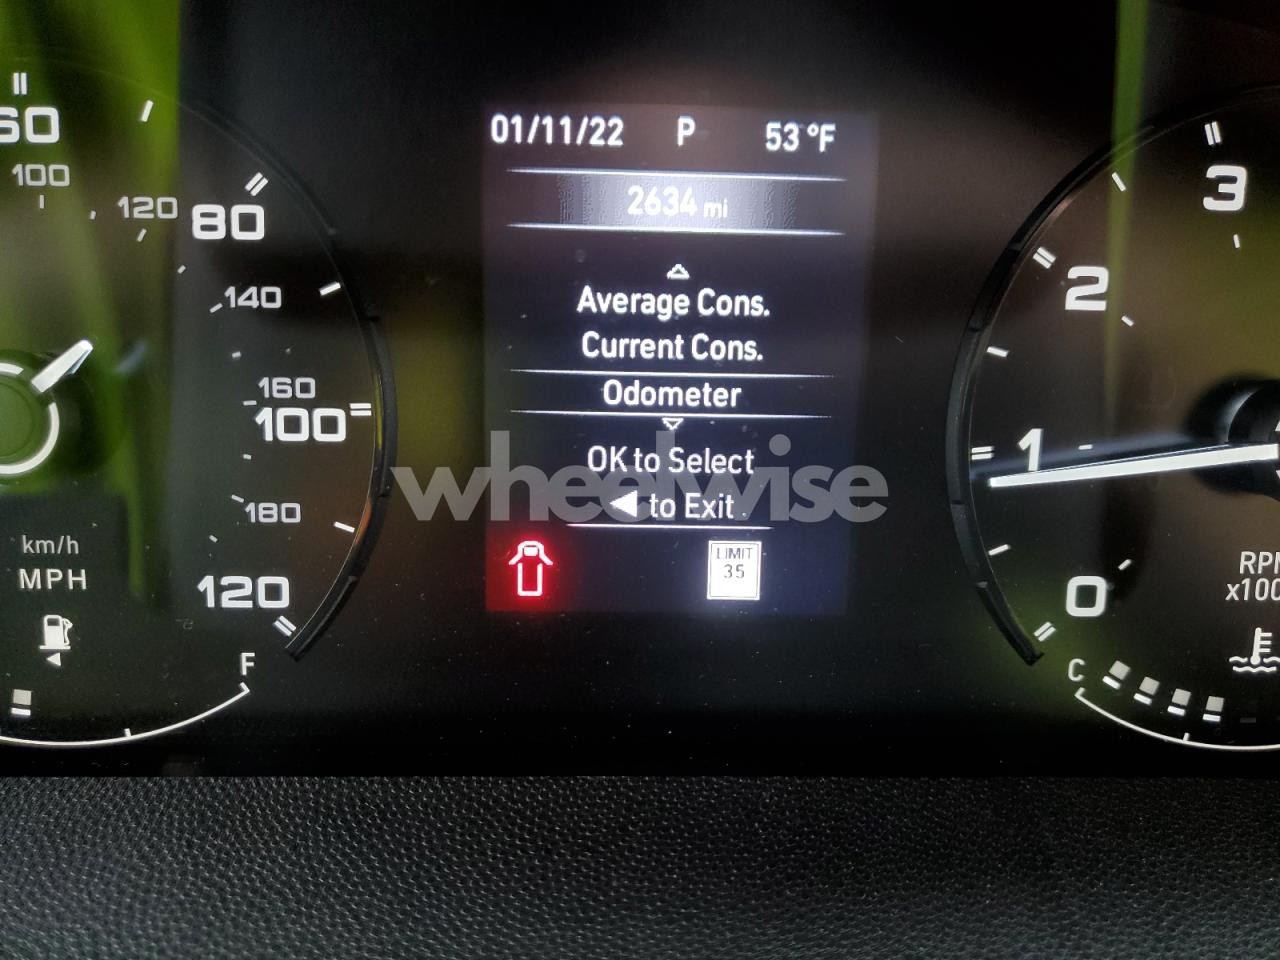 01/11/22 P 53 °F
2634 mi
Average Cons.
Current Cons.
Odometer
OK to Select
to Exit
LIMIT
35
wheelwise
60
80
100
120
100
120
140
160
180
km/h
MPH
F
3
2
1
0
RPM
C